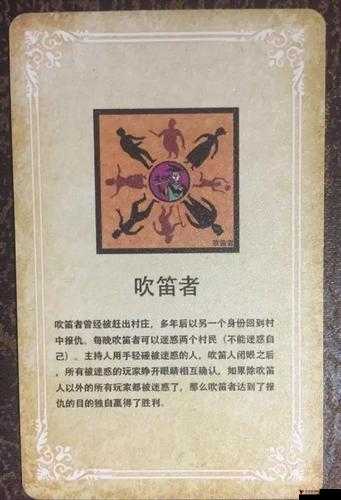 吹笛者
吹笛者
吹笛者曾经被赶出村庄，多年后以另一个身份回到村
中报仇。每晚吹笛者可以迷惑两个村民（不能迷惑自
己）。主持人用手轻碰被迷惑的人，吹笛人闭眼之后
，所有被迷惑的玩家睁开眼睛相互确认，如果除吹笛
人以外的所有玩家都被迷惑了，那么吹笛者达到了报
仇的目的独自赢得了胜利。